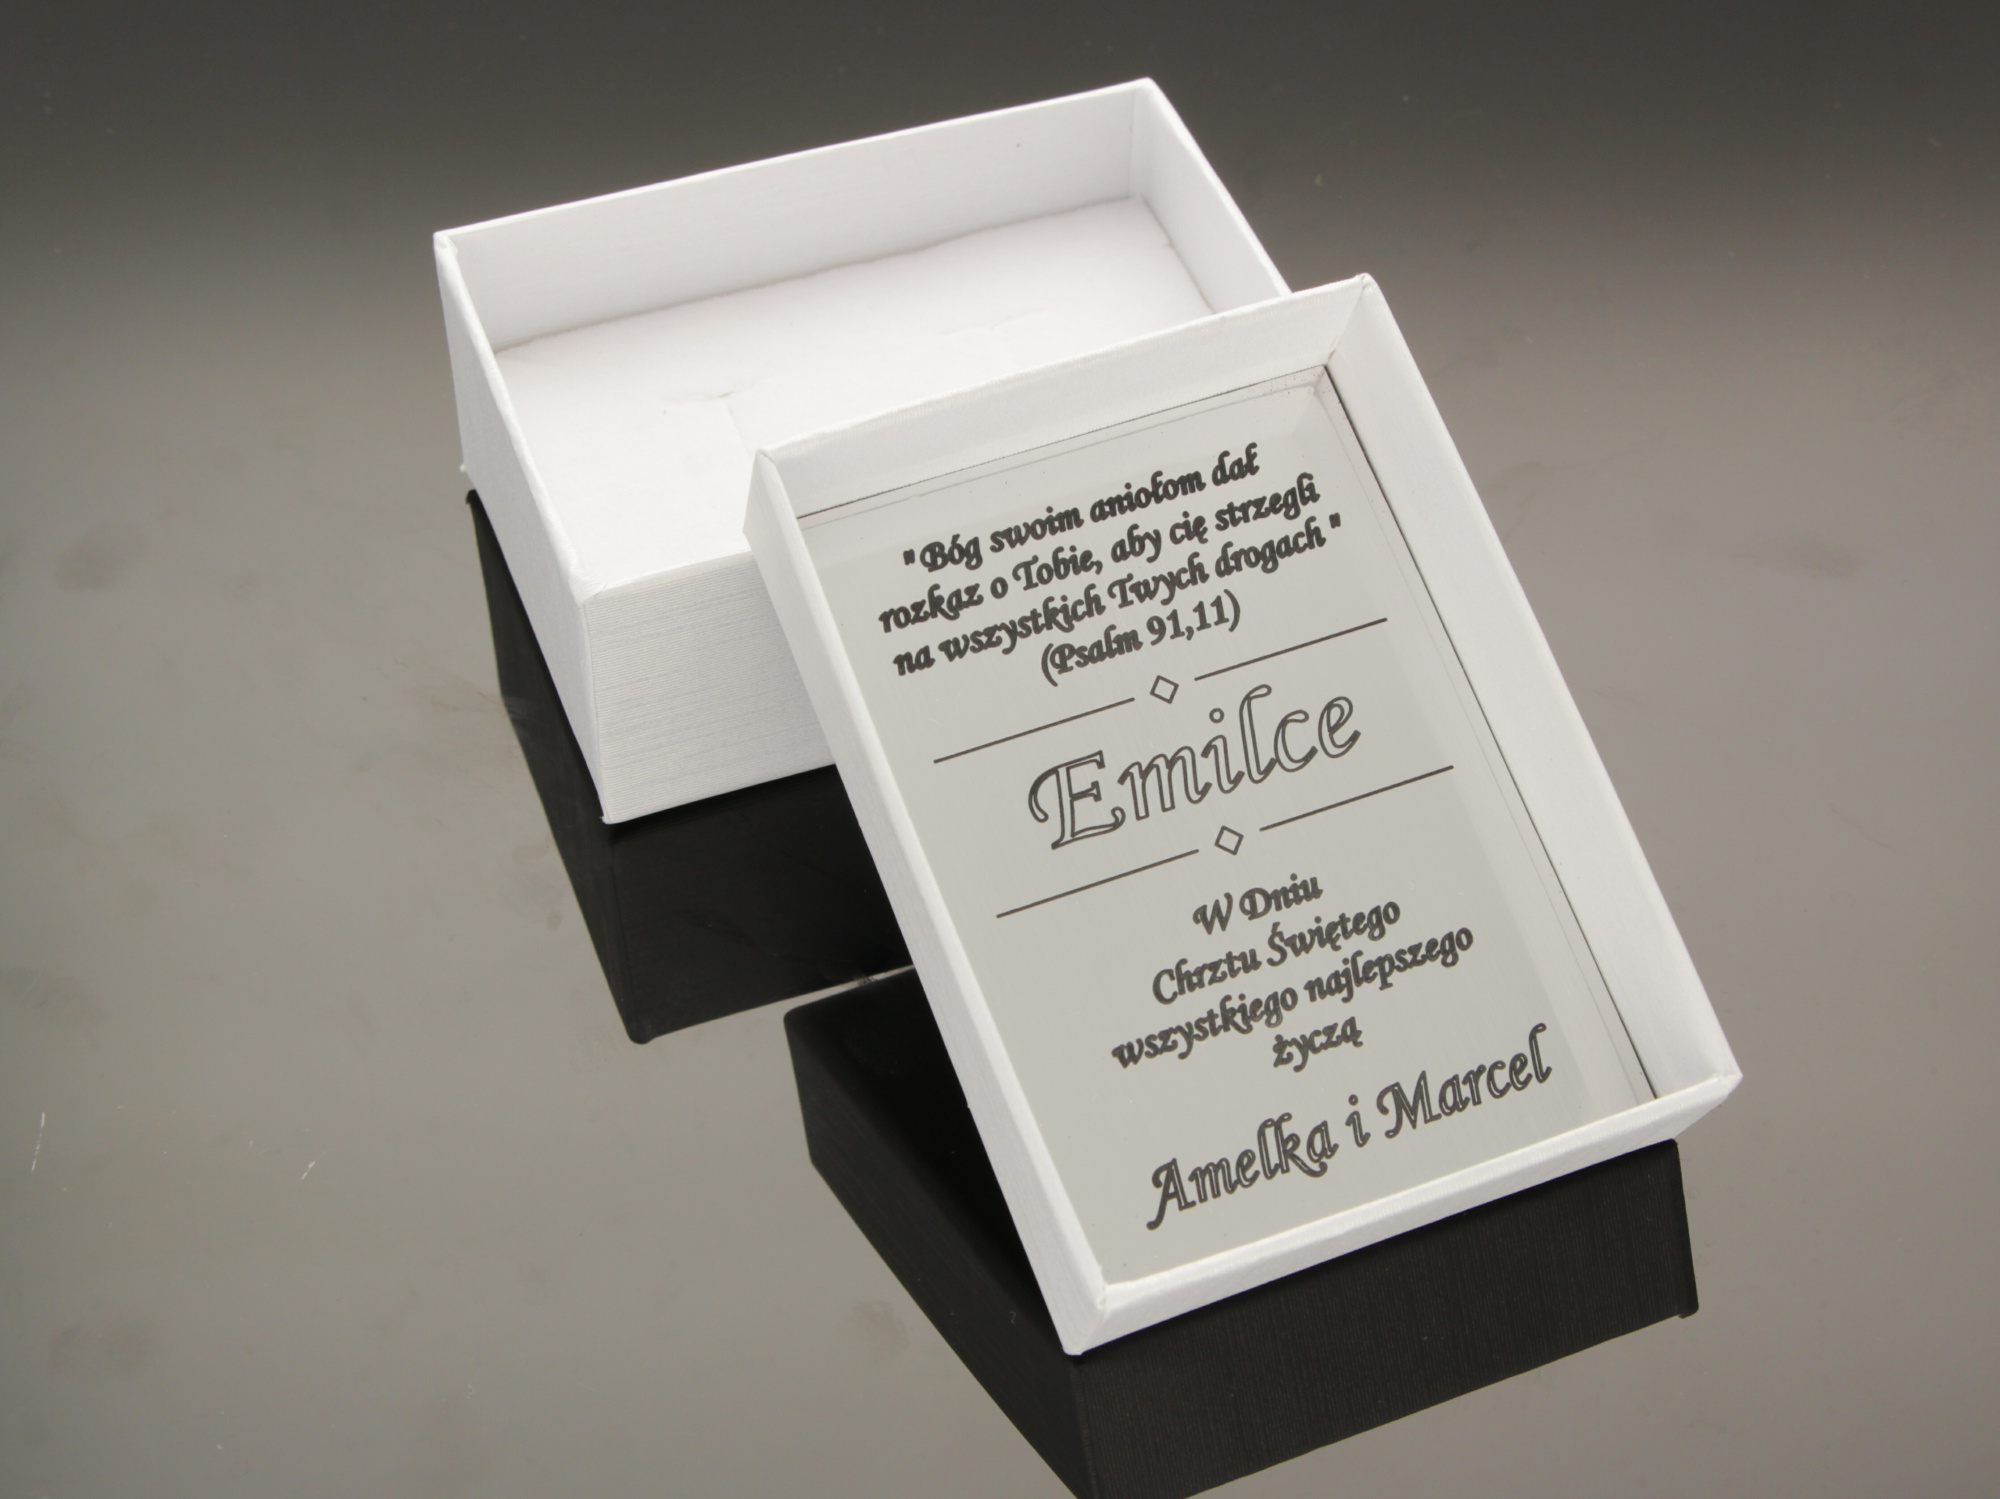 "Bóg swoim aniołom dał
rozkaz o Tobie, aby cię strzegli
na wszystkich Twych drogach"
(Psalm 91,11)
Emilce
W Dniu
Chrztu Świętego
wszystkiego najlepszego
życzą
Amelka i Marcel